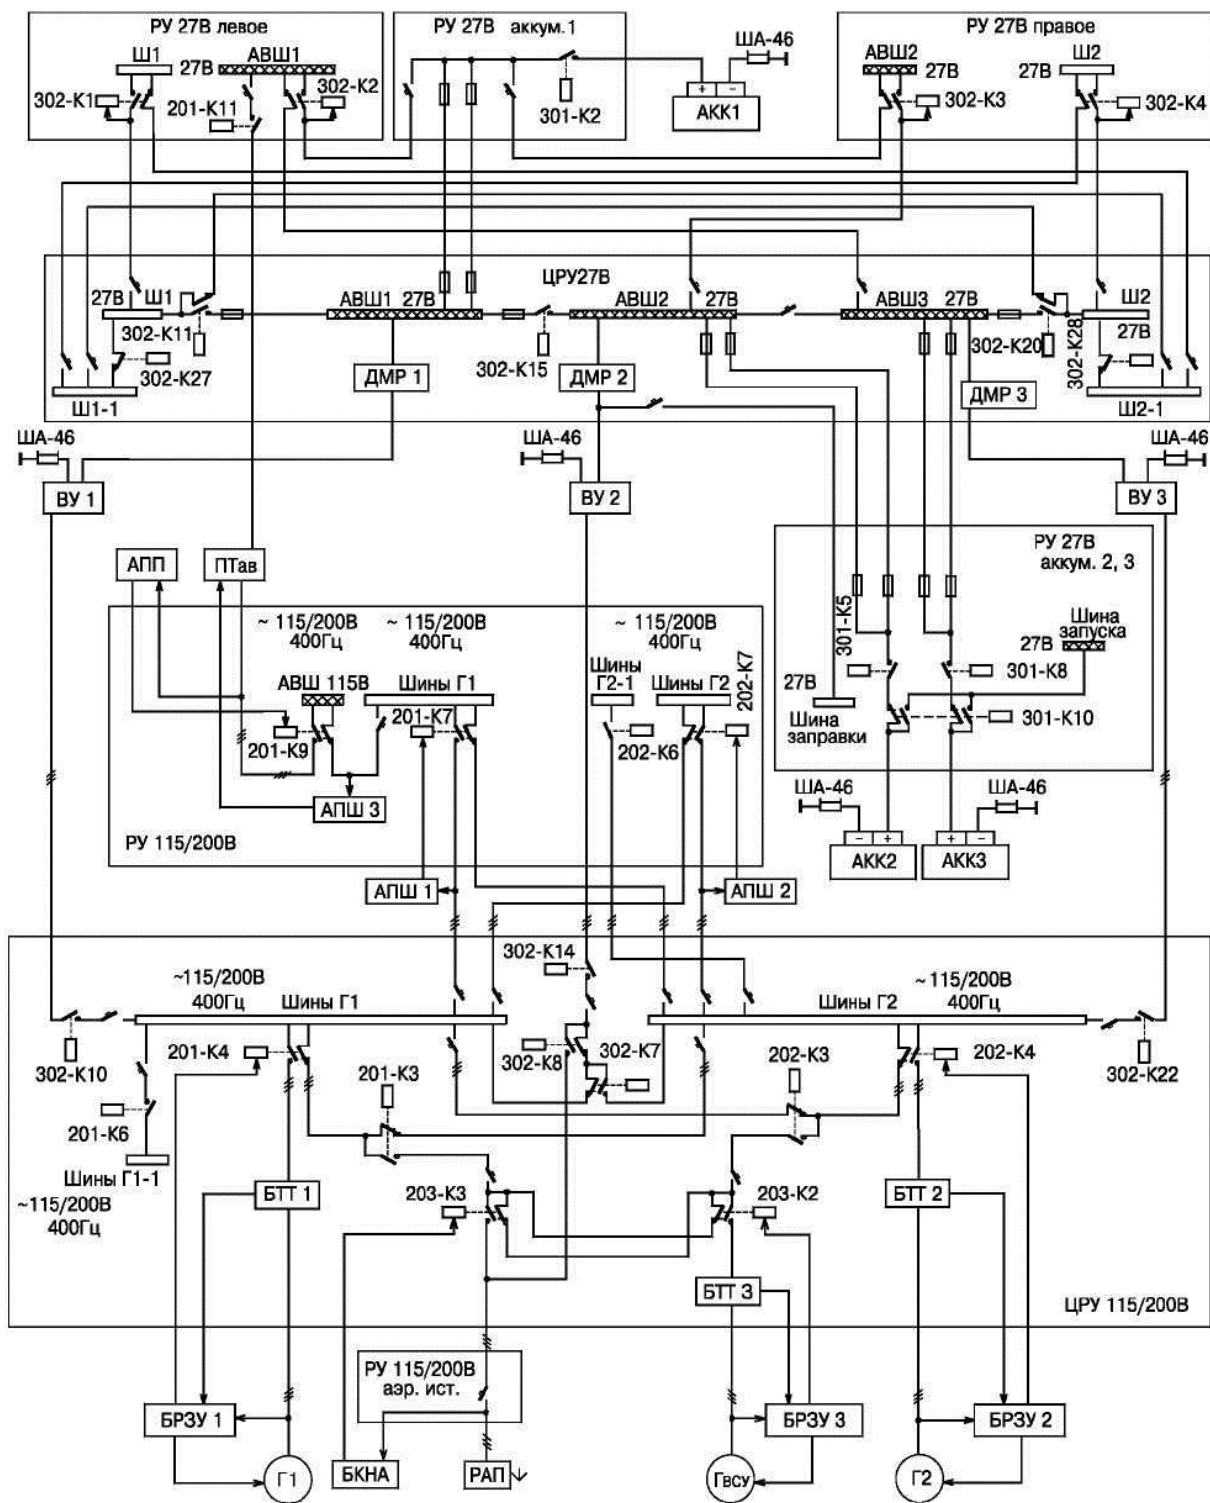 РУ 27В левое
РУ 27В аккум.1
ША-46
РУ 27В правое
Ш1
27В
АВШ1
302-К1
201-К11
302-К2
301-К2
АКК1
+ −
АВШ2
27В
Ш2
27В
302-К3
302-К4
ЦРУ27В
27В
Ш1
302-К11
302-К27
Ш1-1
АВШ1 27В
302-К15
АВШ2 27В
АВШ3 27В
302-К20
302-К28
Ш2
27В
Ш2-1
ДМР 1
ДМР 2
ДМР 3
ША-46
ША-46
ША-46
ВУ 1
ВУ 2
ВУ 3
АПП
ПТав
РУ 27В
аккум. 2, 3
301-К5
Шина
запуска
27В
301-К8
301-К10
27В
Шина
заправки
~ 115/200В
400Гц
~ 115/200В
400Гц
~ 115/200В
400Гц
АВШ 115В
Шины Г1
Шины
Г2-1
Шины Г2
202-К7
201-К7
201-К9
202-К6
АПШ 3
РУ 115/200В
ША-46
ША-46
− +
+ −
АКК2
АКК3
АПШ 1
АПШ 2
302-К14
~115/200В
400Гц
Шины Г1
Шины Г2
~115/200В
400Гц
302-К10
201-К4
302-К8
302-К7
202-К3
202-К4
302-К22
201-К3
201-К6
Шины Г1-1
~115/200В
400Гц
БТТ 1
203-К3
203-К2
БТТ 2
БТТ 3
ЦРУ 115/200В
РУ 115/200В
аэр. ист.
БРЗУ 1
БРЗУ 3
БРЗУ 2
Г1
БКНА
РАП
Гвсу
Г2